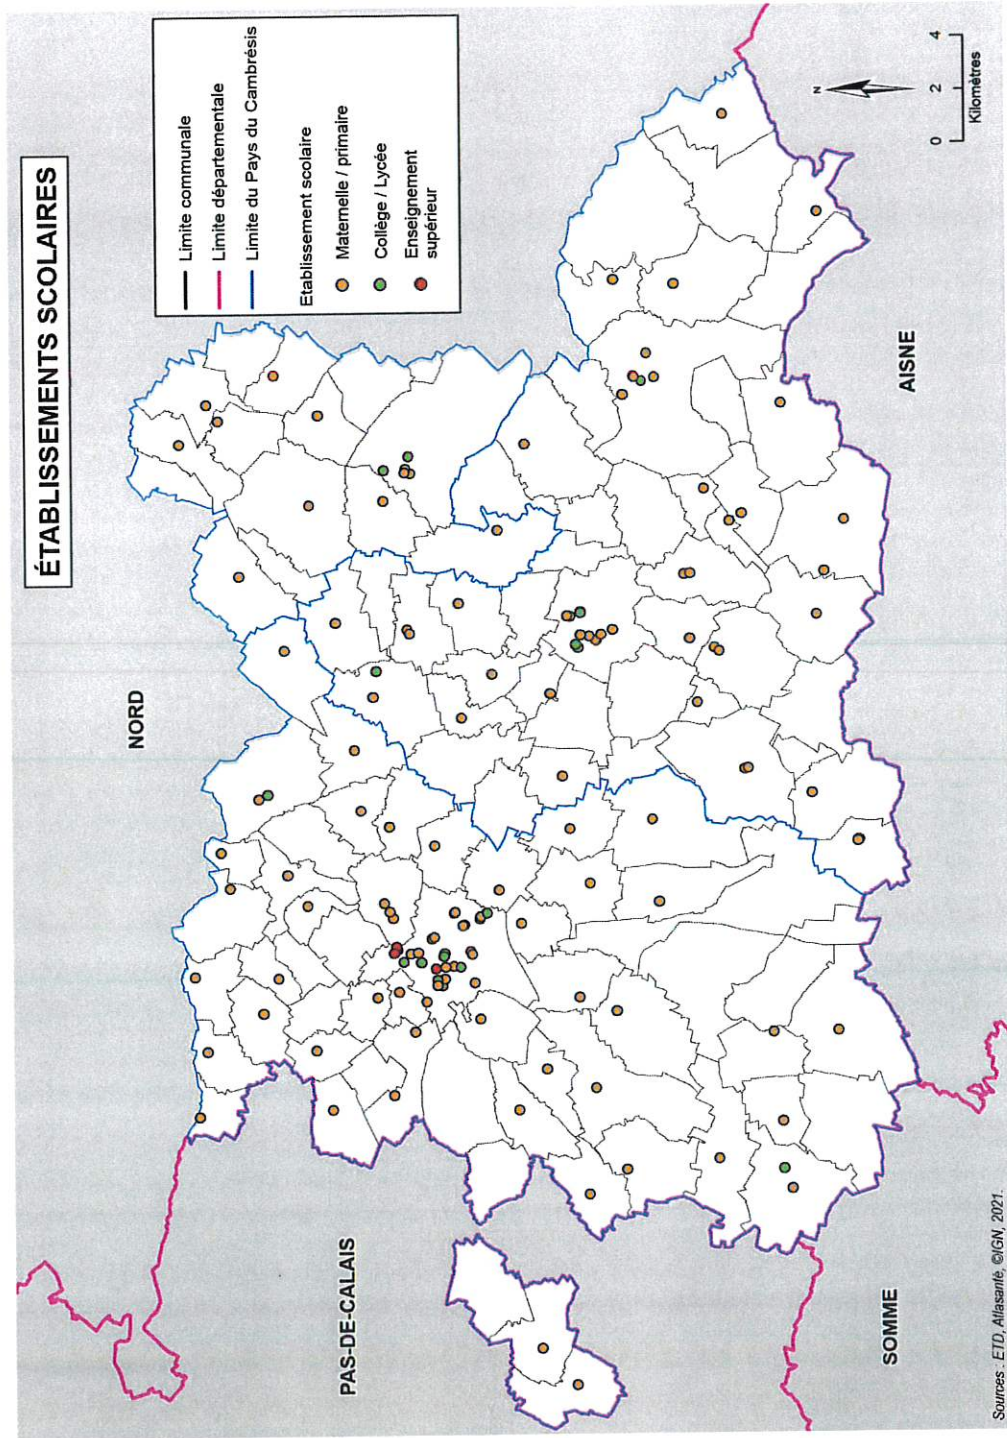 ÉTABLISSEMENTS SCOLAIRES
Limite communale
Limite départementale
Limite du Pays du Cambrésis
Etablissement scolaire
Maternelle / primaire
Collège / Lycée
Enseignement
supérieur
NORD
PAS-DE-CALAIS
SOMME
AISNE
N
0 2 4
Kilomètres
Sources : ETD, Atlasanté, ©IGN, 2021.